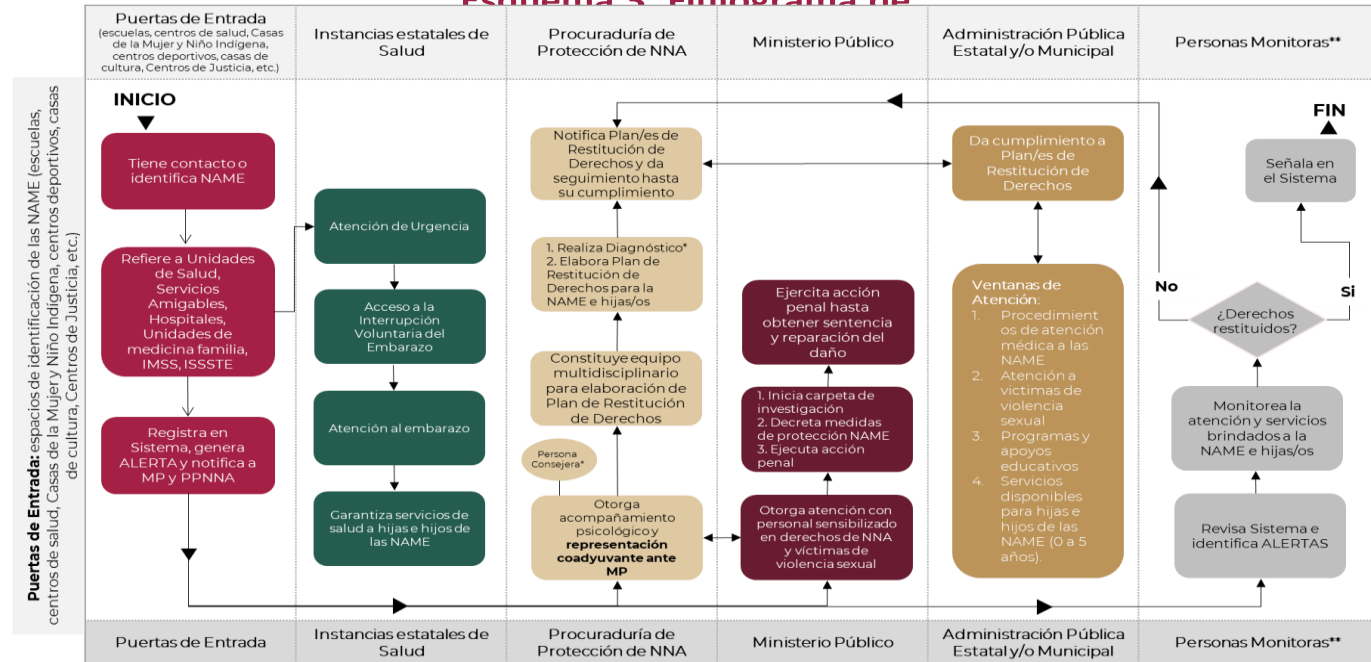 Esquema 3. Flujograma de
Puertas de Entrada
(escuelas, centros de salud, Casas
de la Mujer y Niño Indígena,
centros deportivos, casas de
cultura, Centros de Justicia, etc.)
Instancias estatales de
Salud
Procuraduría de
Protección de NNA
Ministerio Público
Administración Pública
Estatal y/o Municipal
Personas Monitoras**
Puertas de Entrada: espacios de identificación de las NAME (escuelas,
centros de salud, Casas de la Mujer y Niño Indígena, centros deportivos, casas
de cultura, Centros de Justicia, etc.)
INICIO
Tiene contacto o
identifica NAME
Refiere a Unidades
de Salud,
Servicios
Amigables,
Hospitales,
Unidades de
medicina familia,
IMSS, ISSSTE
Registra en
Sistema, genera
ALERTA y notifica a
MP y PPNNA
Atención de Urgencia
Acceso a la
Interrupción
Voluntaria del
Embarazo
Atención al embarazo
Garantiza servicios de
salud a hijas e hijos de
las NAME
Notifica Plan/es de
Restitución de
Derechos y da
seguimiento hasta
su cumplimiento
1. Realiza Diagnóstico*
2. Elabora Plan de
Restitución de
Derechos para la
NAME e hijas/os
Constituye equipo
multidisciplinario
para elaboración de
Plan de Restitución
de Derechos
Persona
Consejera*
Otorga
acompañamiento
psicológico y
representación
coadyuvante ante
MP
Ejercita acción
penal hasta
obtener sentencia
y reparación del
daño
1. Inicia carpeta de
investigación
2. Decreta medidas
de protección NAME
3. Ejecuta acción
penal
Otorga atención con
personal sensibilizado
en derechos de NNA
y víctimas de
violencia sexual
Da cumplimiento a
Plan/es de
Restitución de
Derechos
Ventanas de
Atención:
1. Procedimient
os de atención
médica a las
NAME
2. Atención a
victimas de
violencia
sexual
3. Programas y
apoyos
educativos
4. Servicios
disponibles
para hijas e
hijos de las
NAME (0 a 5
años).
FIN
Señala en
el Sistema
No
Si
¿Derechos
restituidos?
Monitorea la
atención y servicios
brindados a la
NAME e hijas/os
Revisa Sistema e
identifica ALERTAS
Puertas de Entrada
Instancias estatales de
Salud
Procuraduría de
Protección de NNA
Ministerio Público
Administración Pública
Estatal y/o Municipal
Personas Monitoras**